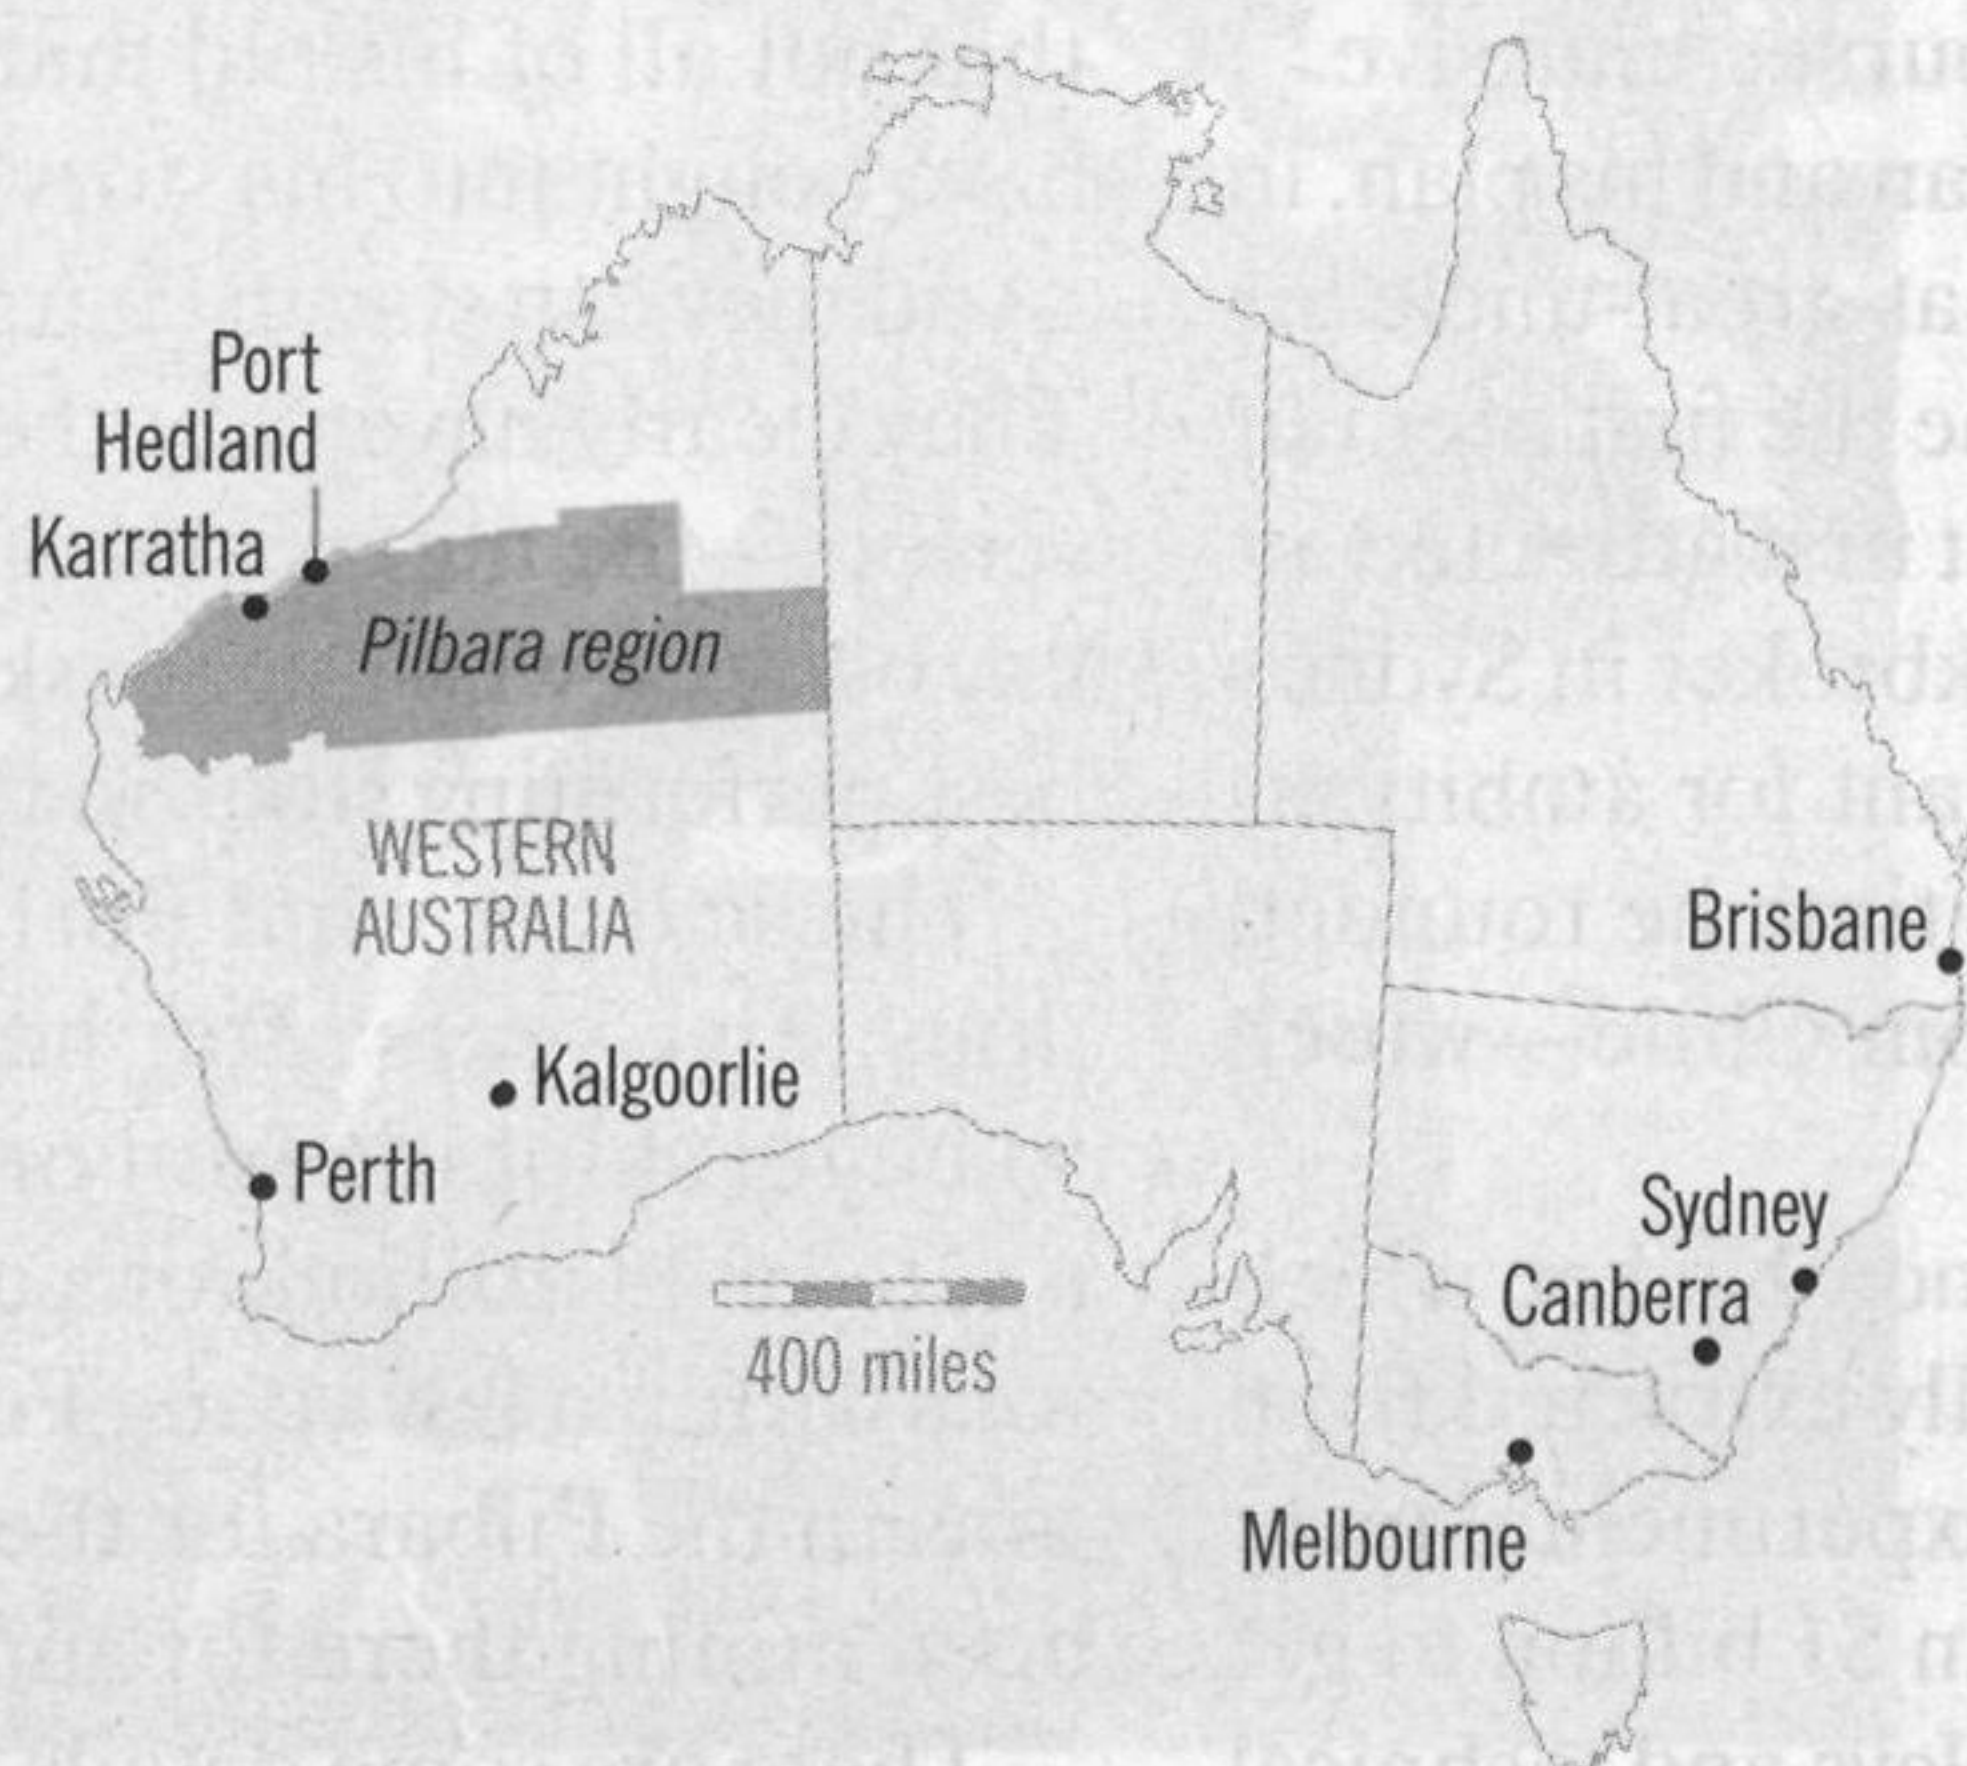 Port
Hedland
Karratha
Pilbara region
WESTERN
AUSTRALIA
Brisbane
Kalgoorlie
Perth
Sydney
Canberra
400 miles
Melbourne